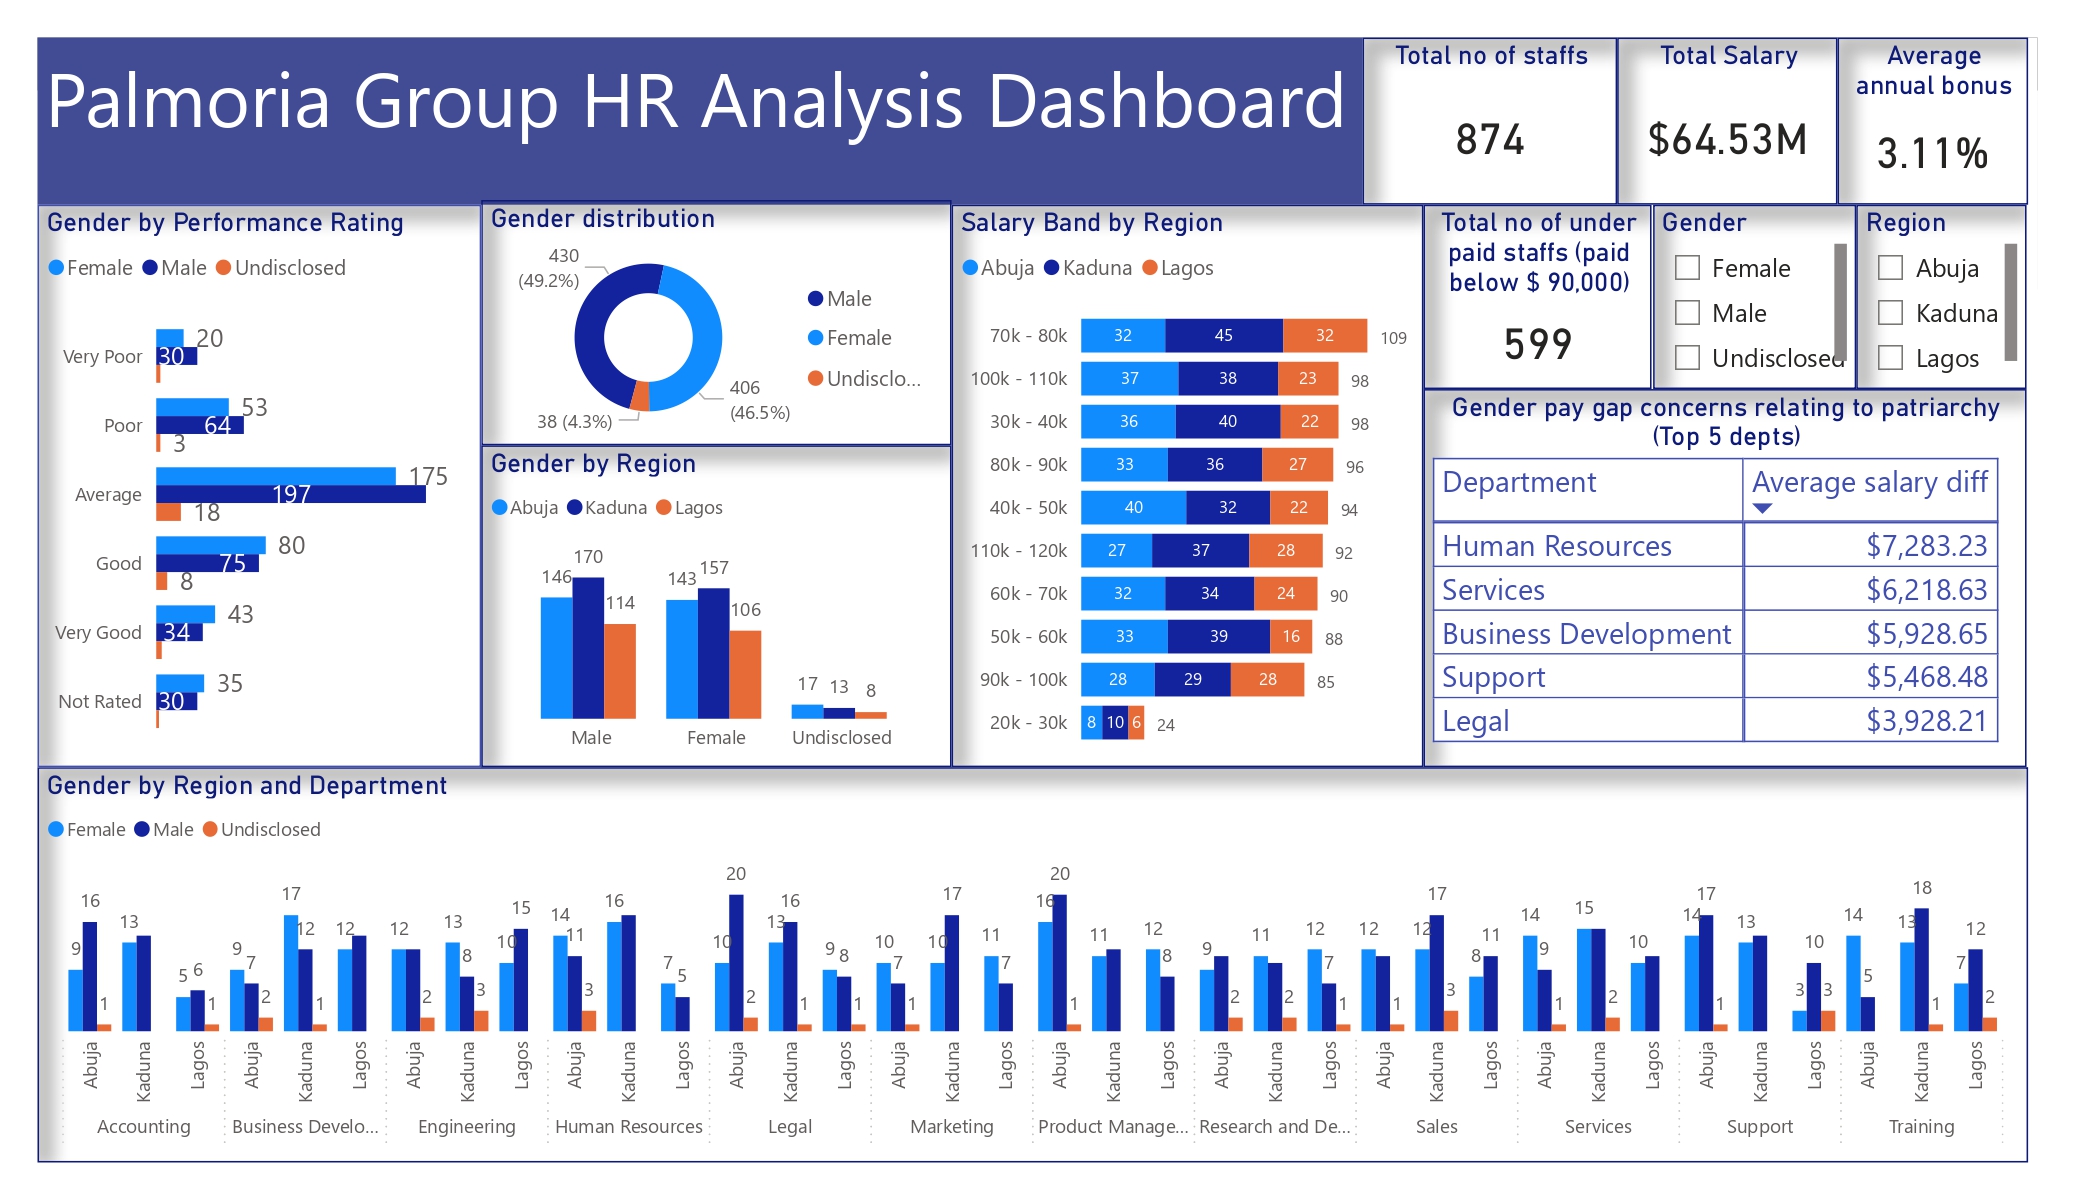 Palmoria Group HR Analysis Dashboard
Total no of staffs
874
Total Salary
$64.53M
Average
annual bonus
3.11%
Gender by Performance Rating
Female Male Undisclosed
Very Poor
20
30
Poor
53
64
3
Average
175
197
18
Good
80
75
8
Very Good
43
34
Not Rated
35
30
Gender distribution
430
(49.2%)
406
(46.5%)
38 (4.3%)
Male
Female
Undisclo...
Gender by Region
Abuja Kaduna Lagos
146 170 114
143 157 106
17 13 8
Male Female Undisclosed
Salary Band by Region
Abuja Kaduna Lagos
70k - 80k 32 45 32 109
100k - 110k 37 38 23 98
30k - 40k 36 40 22 98
80k - 90k 33 36 27 96
40k - 50k 40 32 22 94
110k - 120k 27 37 28 92
60k - 70k 32 34 24 90
50k - 60k 33 39 16 88
90k - 100k 28 29 28 85
20k - 30k 8 10 6 24
Total no of under
paid staffs (paid
below $ 90,000)
599
Gender
Female
Male
Undisclosed
Region
Abuja
Kaduna
Lagos
Gender pay gap concerns relating to patriarchy
(Top 5 depts)
Department Average salary diff
Human Resources $7,283.23
Services $6,218.63
Business Development $5,928.65
Support $5,468.48
Legal $3,928.21
Gender by Region and Department
Female Male Undisclosed
9 16 1 13 5 6 1 9 7 2 17 12 1 12 12 2 13 8 3 10 15 14 11 3 16 7 5 10 20 2 13 16 1 9 8 1 10 7 1 10 17 11 7 16 20 1 11 12 8 9 2 11 2 12 7 1 12 1 12 17 3 8 11 14 9 1 15 2 10 14 17 1 13 3 10 3 14 5 13 18 1 7 12 2
Abuja Kaduna Lagos Abuja Kaduna Lagos Abuja Kaduna Lagos Abuja Kaduna Lagos Abuja Kaduna Lagos Abuja Kaduna Lagos Abuja Kaduna Lagos Abuja Kaduna Lagos Abuja Kaduna Lagos Abuja Kaduna Lagos Abuja Kaduna Lagos Abuja Kaduna Lagos
Accounting Business Develo... Engineering Human Resources Legal Marketing Product Manage... Research and De... Sales Services Support Training